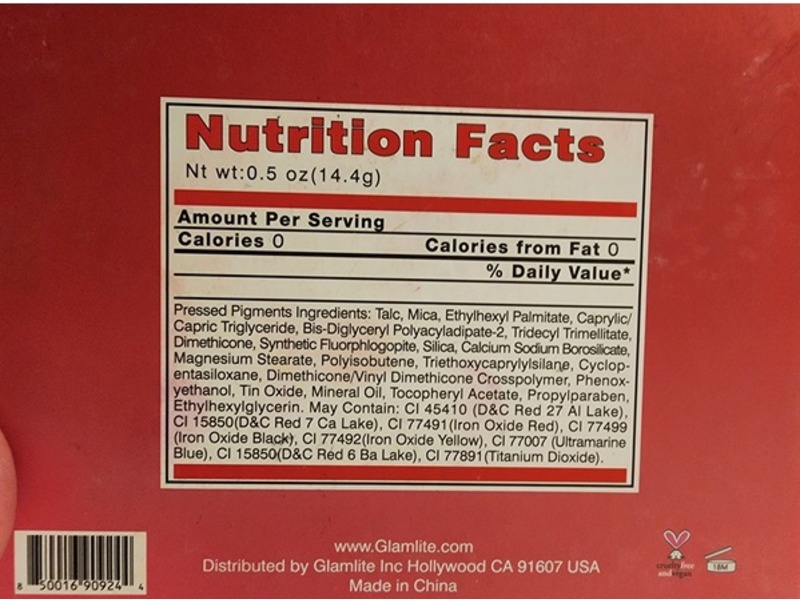 Nutrition Facts
Nt wt:0.5 oz(14.4g)
Amount Per Serving
Calories 0 Calories from Fat 0
% Daily Value*
Pressed Pigments Ingredients: Talc, Mica, Ethylhexyl Palmitate, Caprylic/
Capric Triglyceride, Bis-Diglyceryl Polyacyladipate-2, Tridecyl Trimellitate,
Dimethicone, Synthetic Fluorphlogopite, Silica, Calcium Sodium Borosilicate,
Magnesium Stearate, Polyisobutene, Triethoxycaprylylsilane, Cyclop-
entasiloxane, Dimethicone/Vinyl Dimethicone Crosspolymer, Phenox-
yethanol, Tin Oxide, Mineral Oil, Tocopheryl Acetate, Propylparaben,
Ethylhexylglycerin. May Contain: CI 45410 (D&C Red 27 Al Lake),
CI 15850(D&C Red 7 Ca Lake), CI 77491(Iron Oxide Red), CI 77499
(Iron Oxide Black), CI 77492(Iron Oxide Yellow), CI 77007 (Ultramarine
Blue), CI 15850(D&C Red 6 Ba Lake), CI 77891(Titanium Dioxide).
8 50016 90924 4
www.Glamlite.com
Distributed by Glamlite Inc Hollywood CA 91607 USA
Made in China
crueltyfree
and vegan
18M